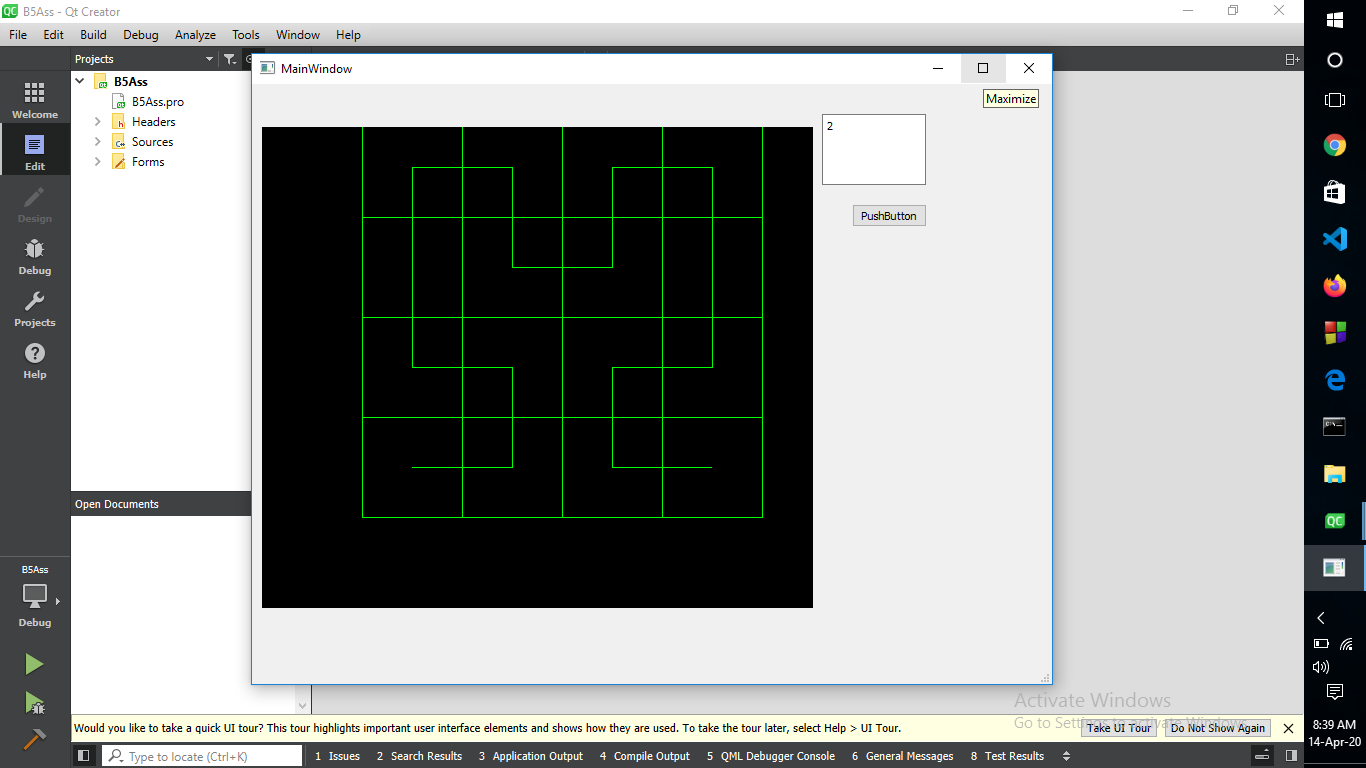 QC B5Ass - Qt Creator
File Edit Build Debug Analyze Tools Window Help
Projects
MainWindow
Maximize
B5Ass
B5Ass.pro
Headers
Sources
Forms
Welcome
Edit
Design
Debug
Projects
Help
2
PushButton
Open Documents
B5Ass
Debug
Activate Windows
Go to Settings to activate Windows.
Would you like to take a quick UI tour? This tour highlights important user interface elements and shows how they are used. To take the tour later, select Help > UI Tour.
Take UI Tour
Do Not Show Again
Type to locate (Ctrl+K)
1 Issues 2 Search Results 3 Application Output 4 Compile Output 5 QML Debugger Console 6 General Messages 8 Test Results
QC
8:39 AM
14-Apr-20